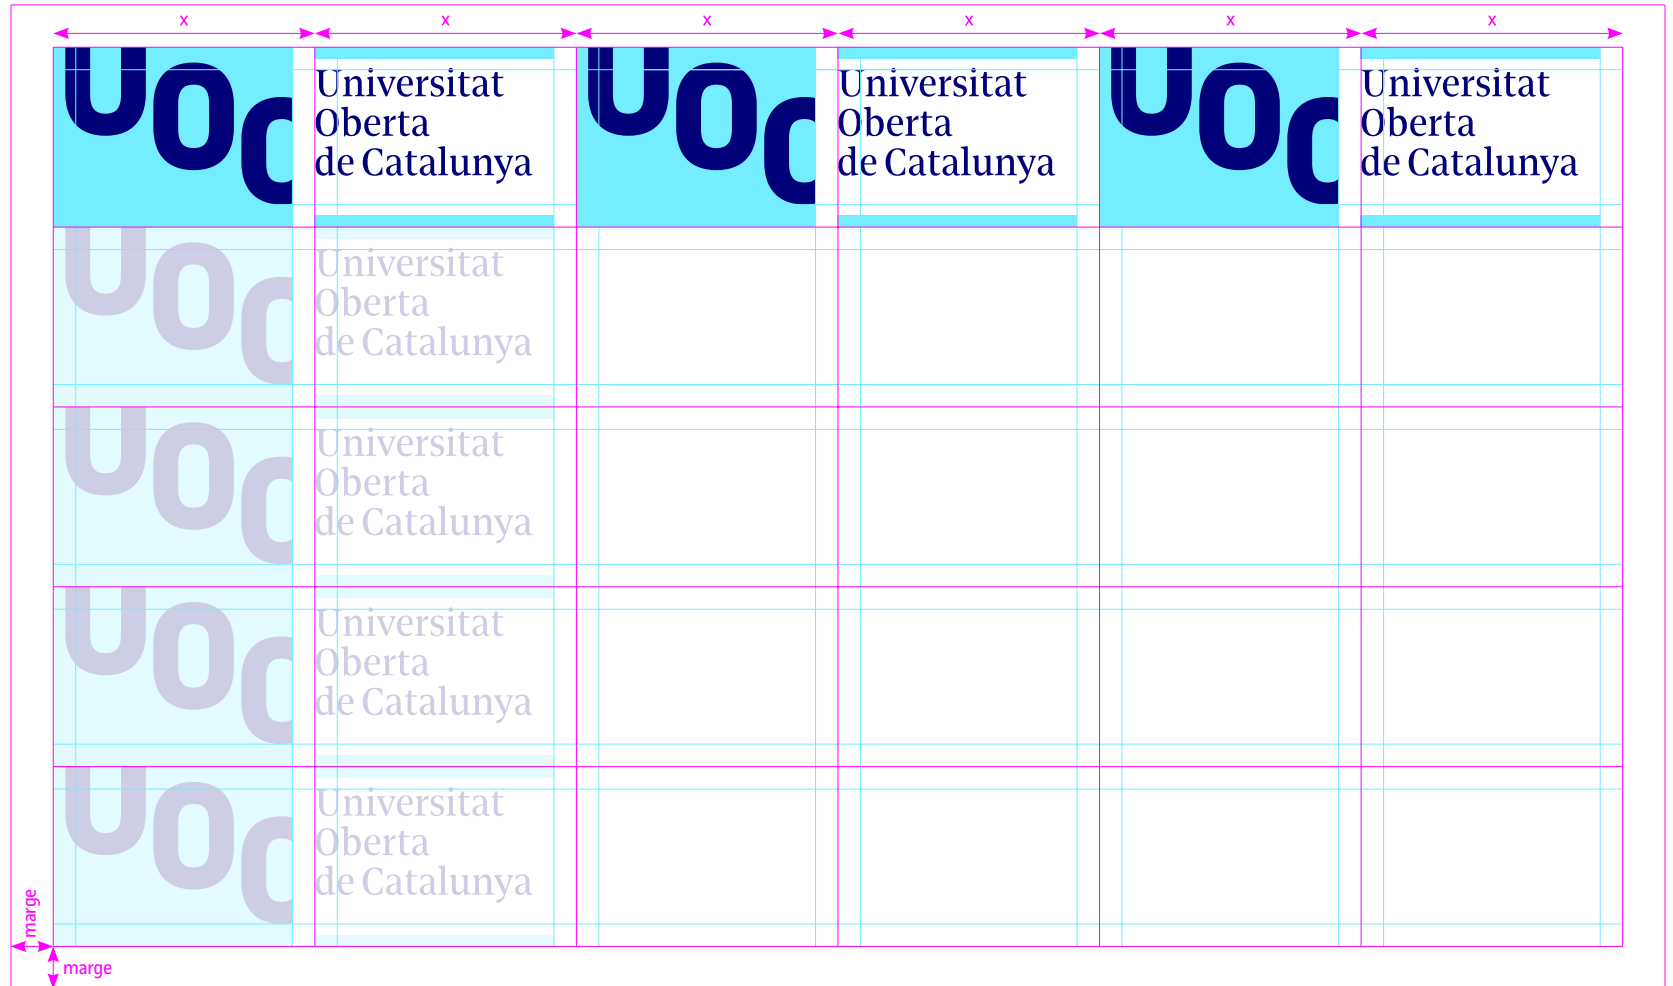 x x x x x x
UOC Universitat UOC Universitat UOC Universitat
Oberta Oberta Oberta
de Catalunya de Catalunya de Catalunya
UOC Universitat
Oberta
de Catalunya
UOC Universitat
Oberta
de Catalunya
UOC Universitat
Oberta
de Catalunya
UOC Universitat
Oberta
de Catalunya
marge
marge